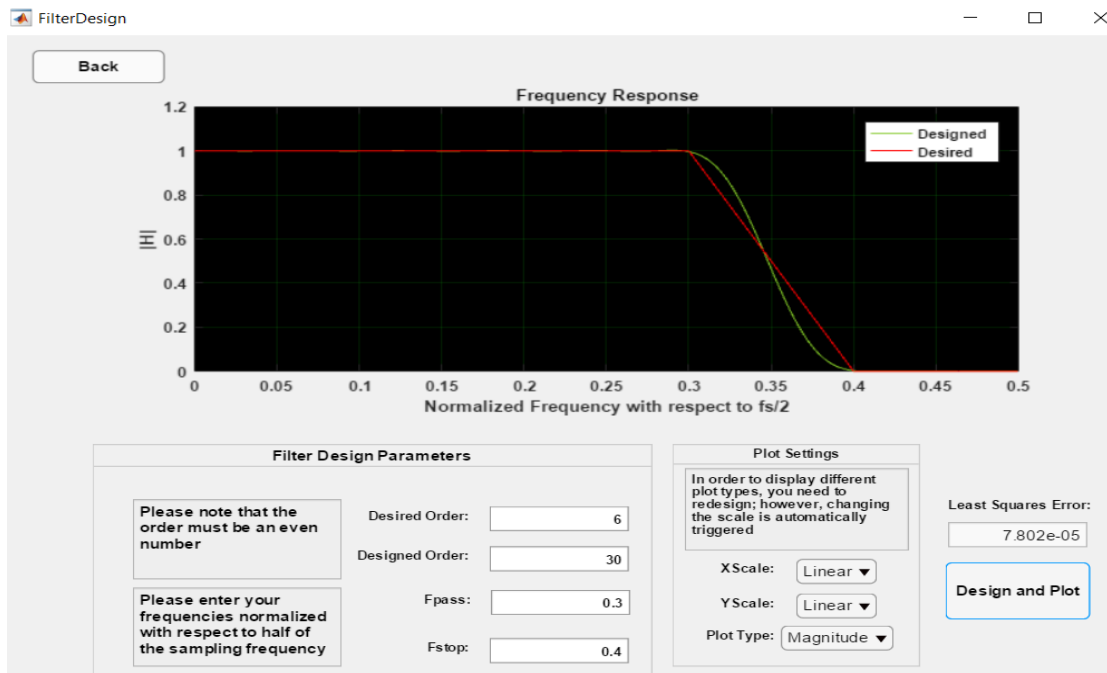 FilterDesign
Back
Frequency Response
1.2
1
0.8
0.6
0.4
0.2
0
|H|
Designed
Desired
0 0.05 0.1 0.15 0.2 0.25 0.3 0.35 0.4 0.45 0.5
Normalized Frequency with respect to fs/2
Filter Design Parameters
Please note that the
order must be an even
number
Please enter your
frequencies normalized
with respect to half of
the sampling frequency
Desired Order: 6
Designed Order: 30
Fpass: 0.3
Fstop: 0.4
Plot Settings
In order to display different
plot types, you need to
redesign; however, changing
the scale is automatically
triggered
XScale: Linear
YScale: Linear
Plot Type: Magnitude
Least Squares Error:
7.802e-05
Design and Plot